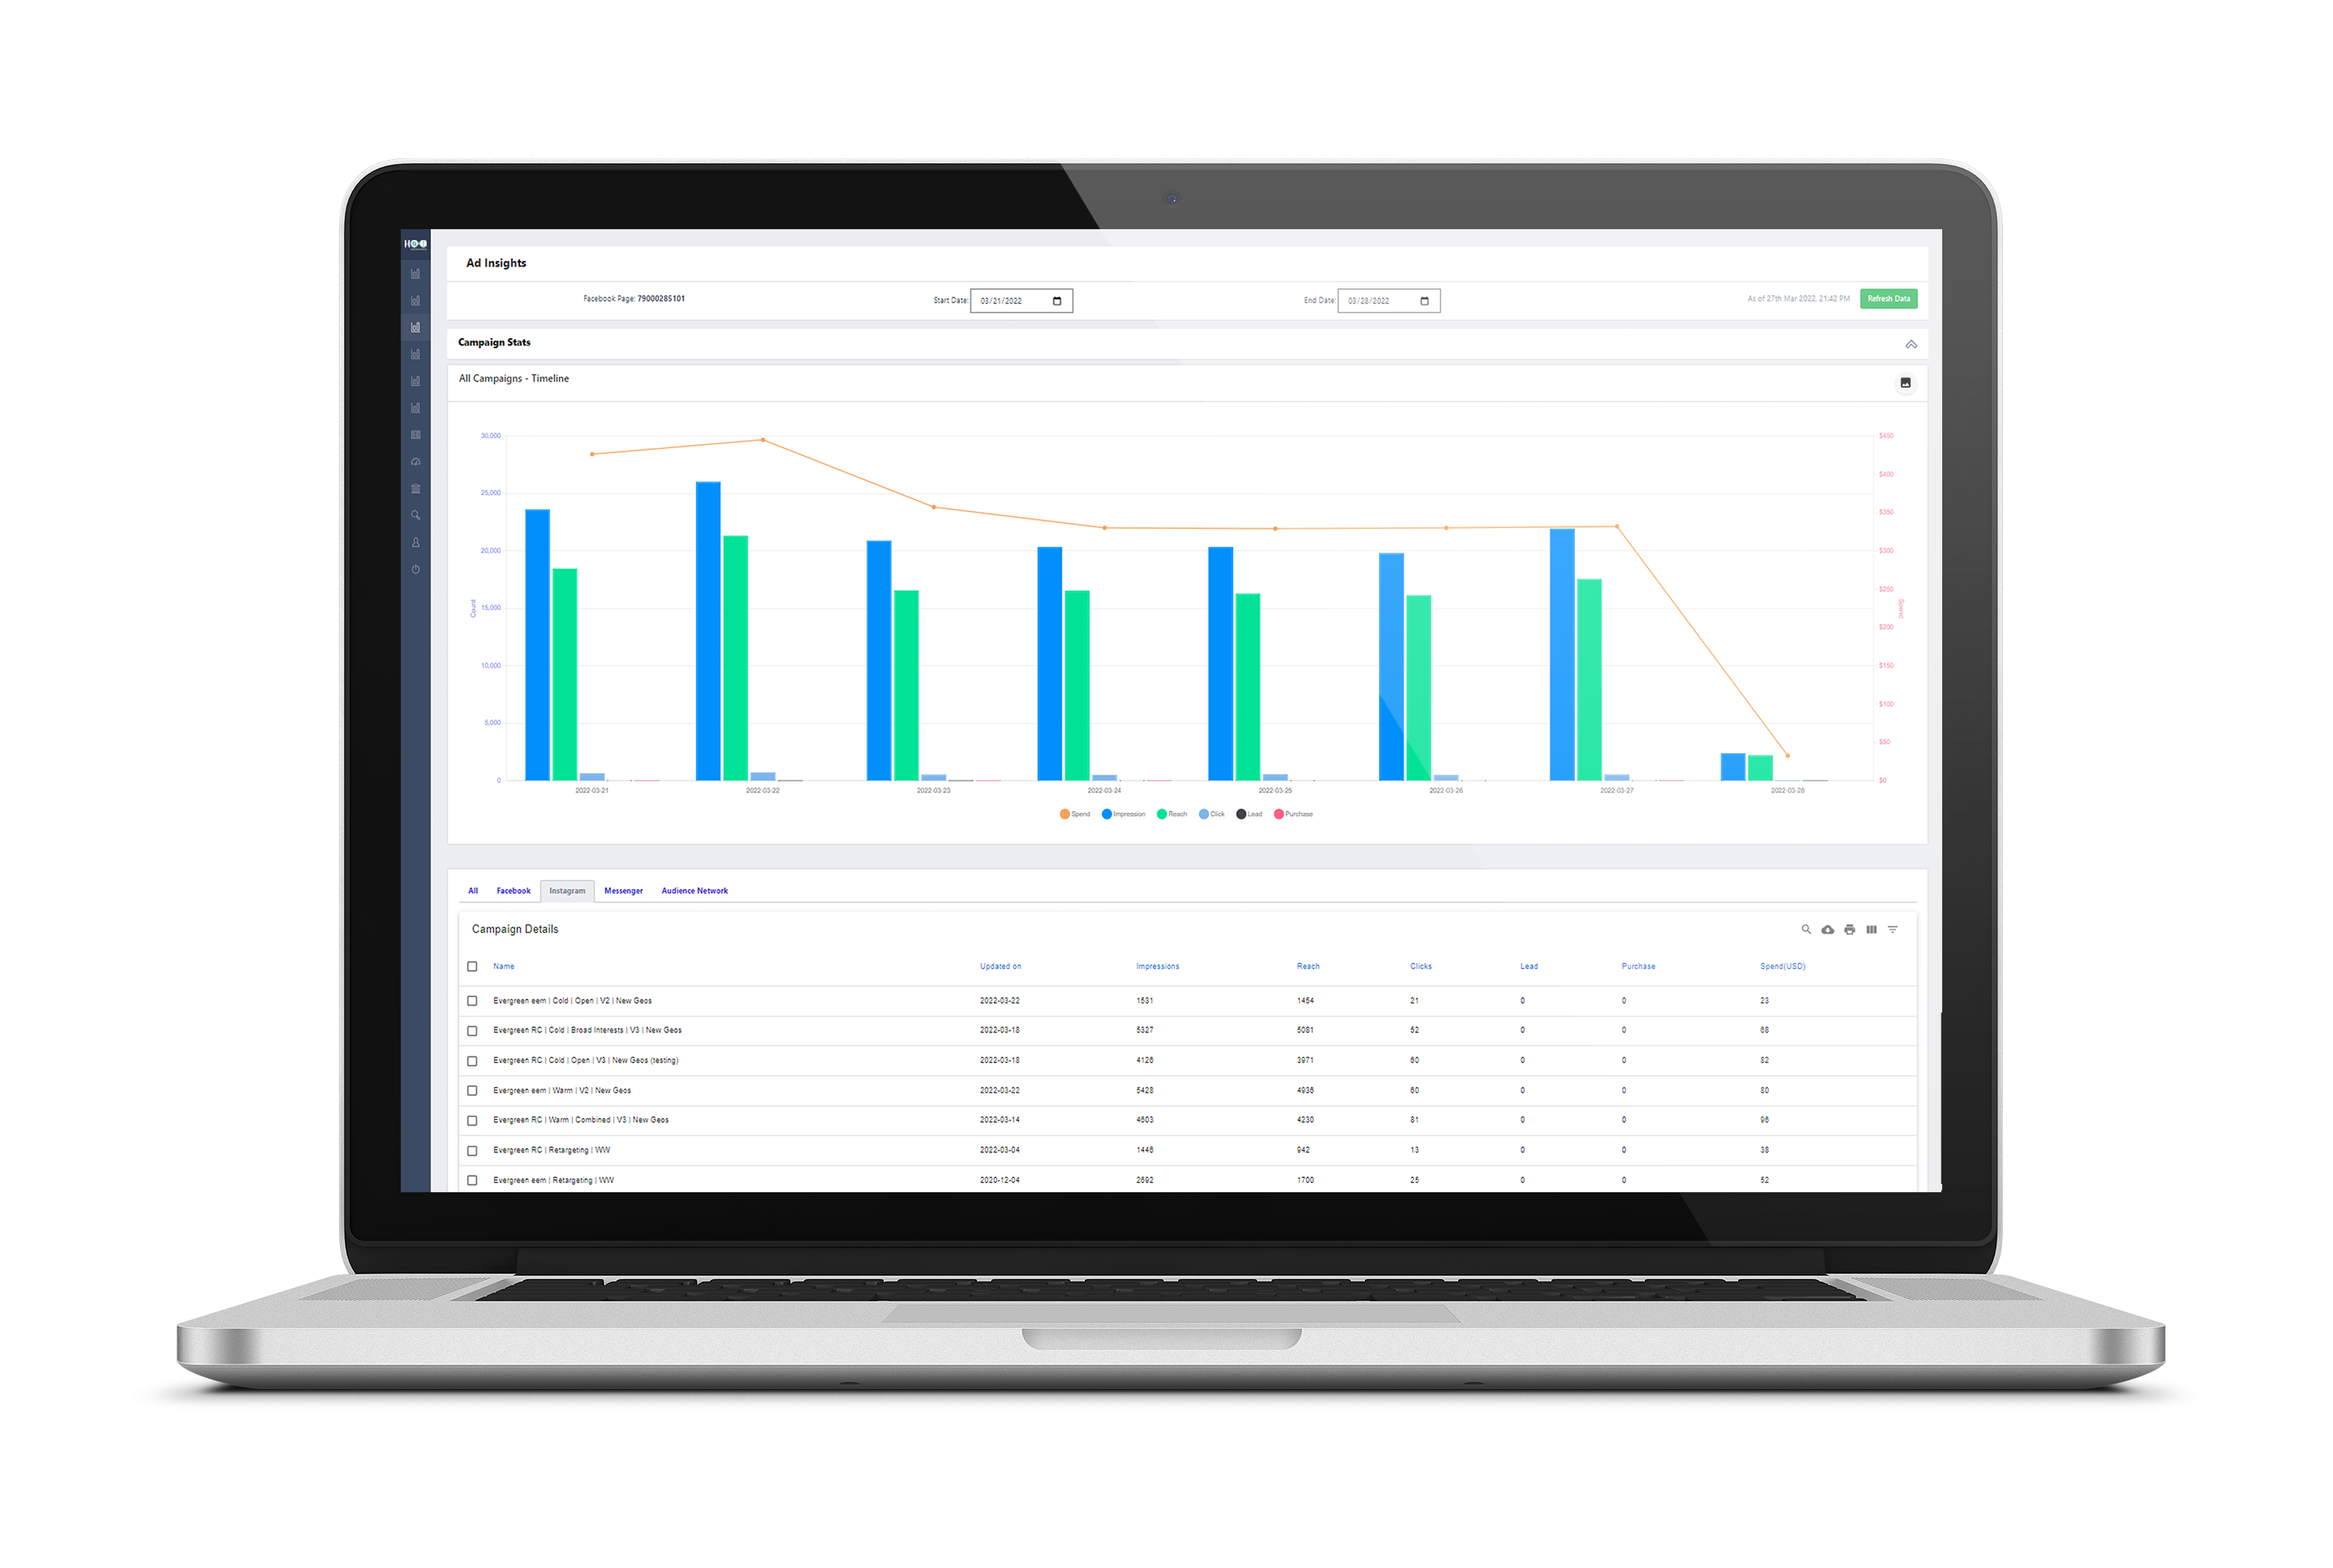 Ad Insights
Facebook Page: 79000285101
Start Date: 03/21/2022
End Date: 03/28/2022
As of 27th Mar 2022, 21:42 PM
Refresh Data
Campaign Stats
All Campaigns - Timeline
30,000
25,000
20,000
15,000
10,000
5,000
0
Count
$450
$400
$350
$300
$250
$200
$150
$100
$50
$0
Spend
2022-03-21 2022-03-22 2022-03-23 2022-03-24 2022-03-25 2022-03-26 2022-03-27 2022-03-28
Spend Impression Reach Click Lead Purchase
All Facebook Instagram Messenger Audience Network
Campaign Details
Name Updated on Impressions Reach Clicks Lead Purchase Spend(USD)
Evergreen eem | Cold | Open | V2 | New Geos 2022-03-22 1531 1454 21 0 0 23
Evergreen RC | Cold | Broad Interests | V3 | New Geos 2022-03-18 5327 5081 52 0 0 68
Evergreen RC | Cold | Open | V3 | New Geos (testing) 2022-03-18 4126 3971 60 0 0 82
Evergreen eem | Warm | V2 | New Geos 2022-03-22 5428 4936 60 0 0 80
Evergreen RC | Warm | Combined | V3 | New Geos 2022-03-14 4603 4230 81 0 0 96
Evergreen RC | Retargeting | WW 2022-03-04 1446 942 13 0 0 38
Evergreen eem | Retargeting | WW 2020-12-04 2692 1700 25 0 0 52